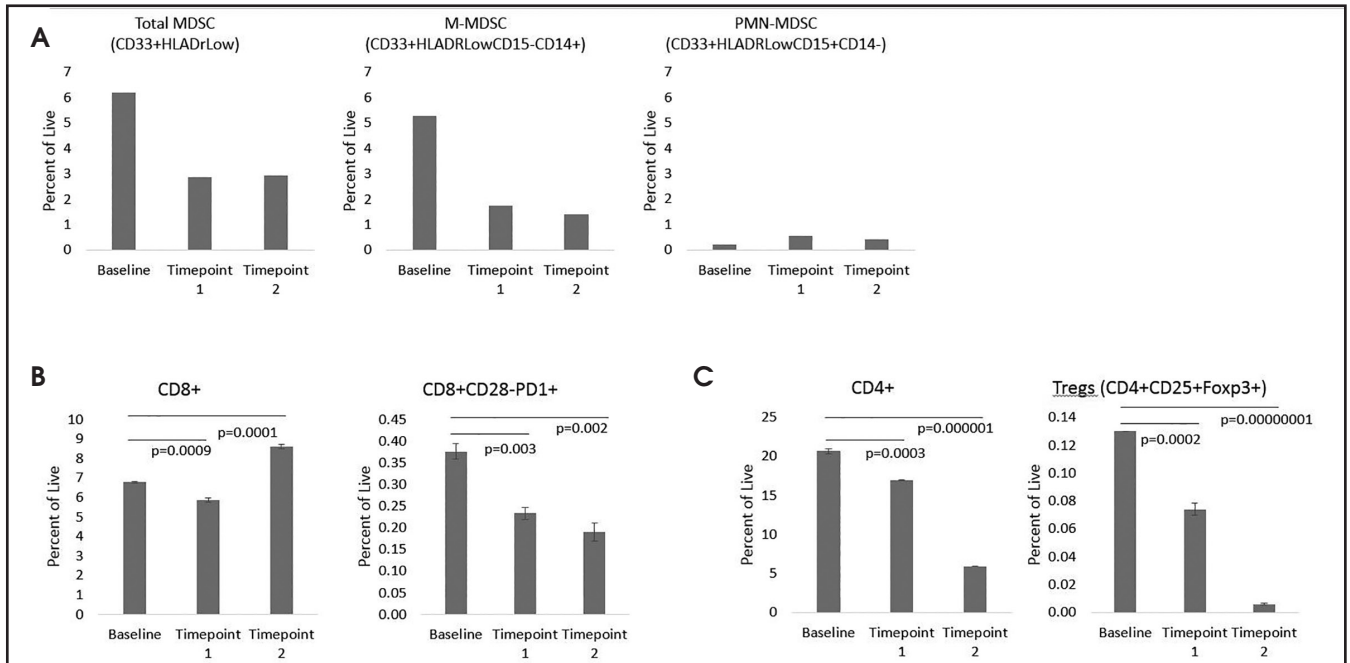 A
Total MDSC
(CD33+HLADrLow)
Percent of Live
7
6
5
4
3
2
1
0
Baseline Timepoint Timepoint
1 2
M-MDSC
(CD33+HLADRLowCD15-CD14+)
Percent of Live
7
6
5
4
3
2
1
0
Baseline Timepoint Timepoint
1 2
PMN-MDSC
(CD33+HLADRLowCD15+CD14-)
Percent of Live
7
6
5
4
3
2
1
0
Baseline Timepoint Timepoint
1 2
B
CD8+
Percent of Live
10
9
8
7
6
5
4
3
2
1
0
p=0.0001
p=0.0009
Baseline Timepoint Timepoint
1 2
CD8+CD28-PD1+
Percent of Live
0.45
0.40
0.35
0.30
0.25
0.20
0.15
0.10
0.05
0.00
p=0.002
p=0.003
Baseline Timepoint Timepoint
1 2
C
CD4+
Percent of Live
25
20
15
10
5
0
p=0.000001
p=0.0003
Baseline Timepoint Timepoint
1 2
Tregs (CD4+CD25+Foxp3+)
Percent of Live
0.14
0.12
0.10
0.08
0.06
0.04
0.02
0.00
p=0.00000001
p=0.0002
Baseline Timepoint Timepoint
1 2